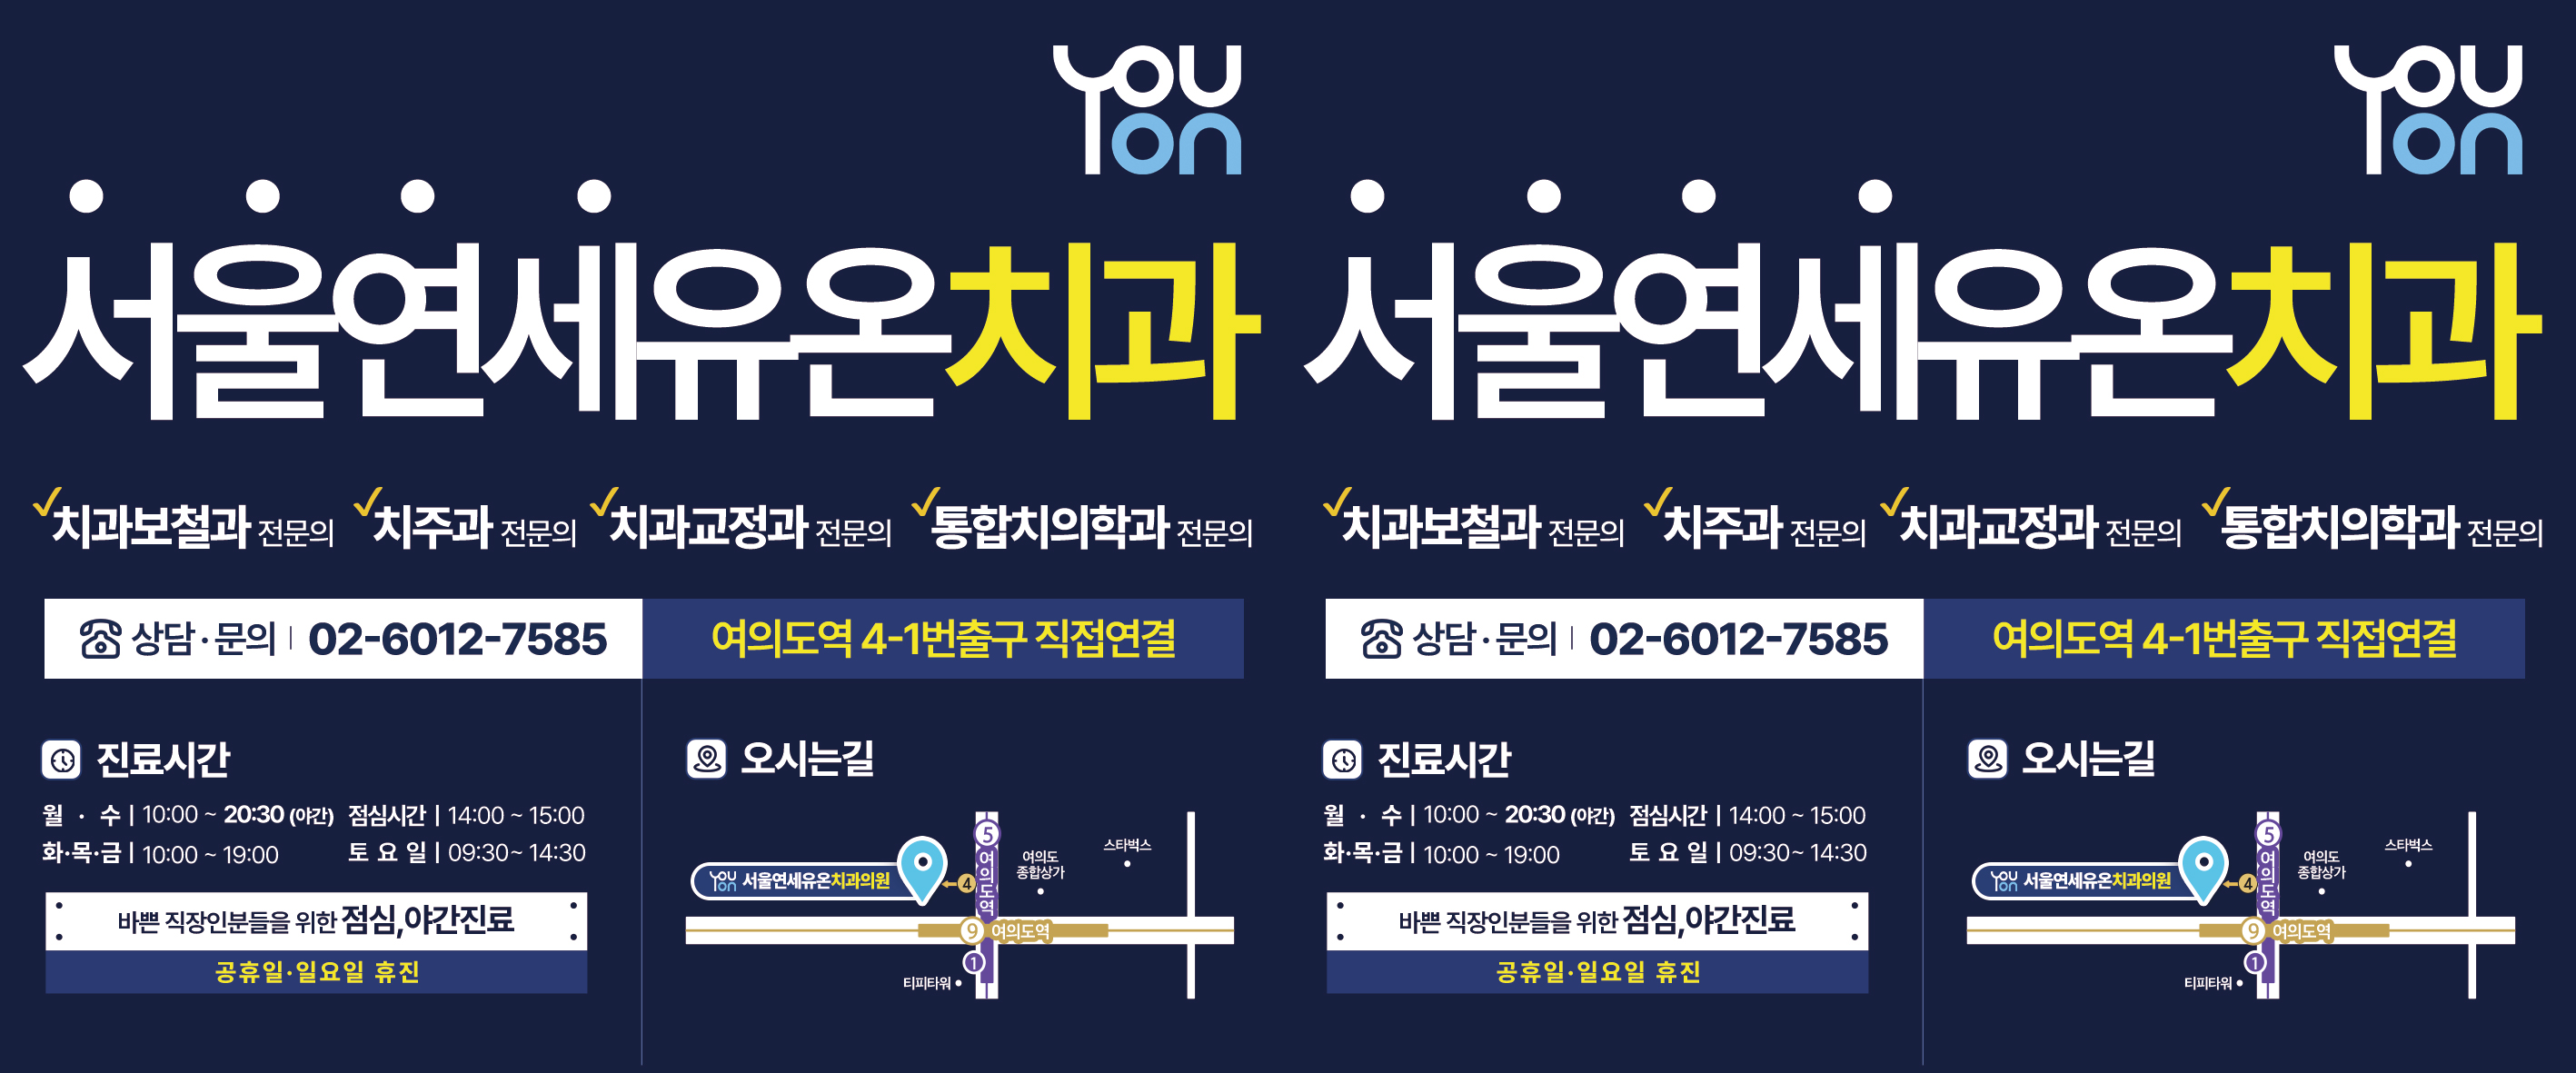 YOU
on
서울연세유온치과
치과보철과 전문의 치주과 전문의 치과교정과 전문의 통합치의학과 전문의
상담·문의 | 02-6012-7585
여의도역 4-1번출구 직접연결
진료시간
월 · 수 | 10:00 ~ 20:30 (야간) 점심시간 | 14:00 ~ 15:00
화·목·금 | 10:00 ~ 19:00 토 요 일 | 09:30~ 14:30
바쁜 직장인분들을 위한 점심,야간진료
공휴일·일요일 휴진
오시는길
5
여의도역
스타벅스
여의도
종합상가
YOU
on
서울연세유온치과의원
4
9 여의도역
1
티피타워
YOU
on
서울연세유온치과
치과보철과 전문의 치주과 전문의 치과교정과 전문의 통합치의학과 전문의
상담·문의 | 02-6012-7585
여의도역 4-1번출구 직접연결
진료시간
월 · 수 | 10:00 ~ 20:30 (야간) 점심시간 | 14:00 ~ 15:00
화·목·금 | 10:00 ~ 19:00 토 요 일 | 09:30~ 14:30
바쁜 직장인분들을 위한 점심,야간진료
공휴일·일요일 휴진
오시는길
5
여의도역
스타벅스
여의도
종합상가
YOU
on
서울연세유온치과의원
4
9 여의도역
1
티피타워